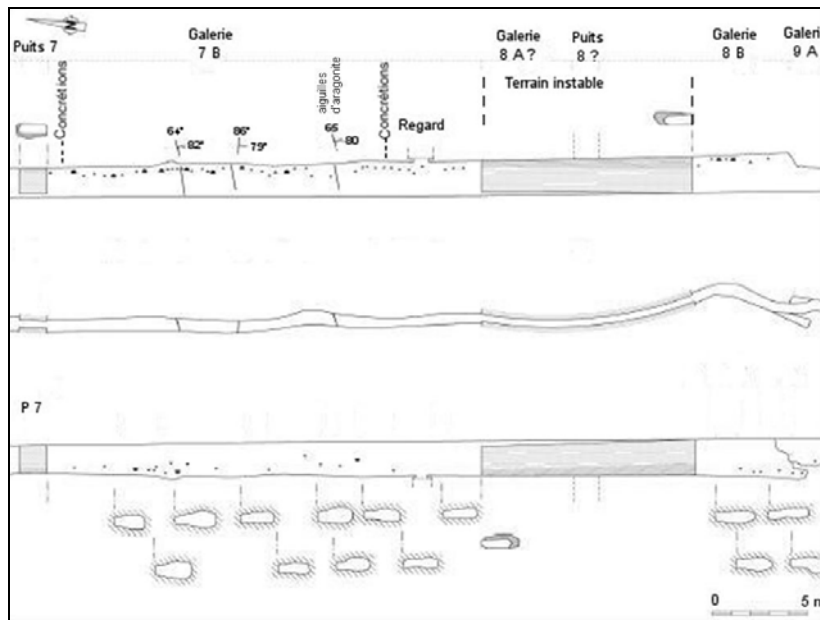 N
Puits 7
Galerie
7 B
Galerie
8 A ?
Puits
8 ?
Galerie
8 B
Galerie
9 A
Terrain instable
Concrétions
64°
82°
86°
79°
aiguilles
d'aragonite
65
80
Concrétions
Regard
P 7
0
5 m